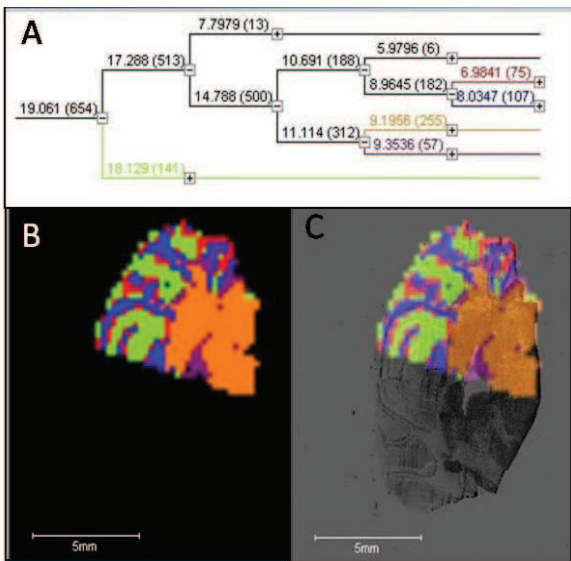 A
7.7979 (13)
17.288 (513)
5.9796 (6)
10.691 (188)
6.9841 (75)
8.9645 (182)
19.061 (654)
14.788 (500)
8.0347 (107)
9.1956 (255)
11.114 (312)
9.3536 (57)
18.129 (141)
B
C
5mm
5mm